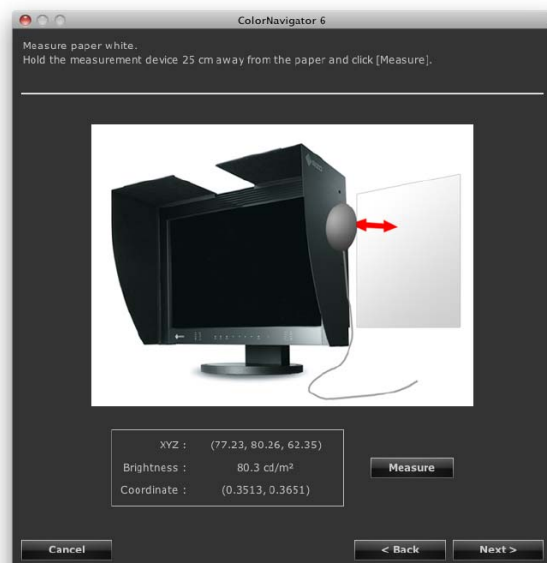 ColorNavigator 6
Measure paper white.
Hold the measurement device 25 cm away from the paper and click [Measure].
XYZ : (77.23, 80.26, 62.35)
Brightness : 80.3 cd/m²
Coordinate : (0.3513, 0.3651)
Measure
Cancel
< Back
Next >